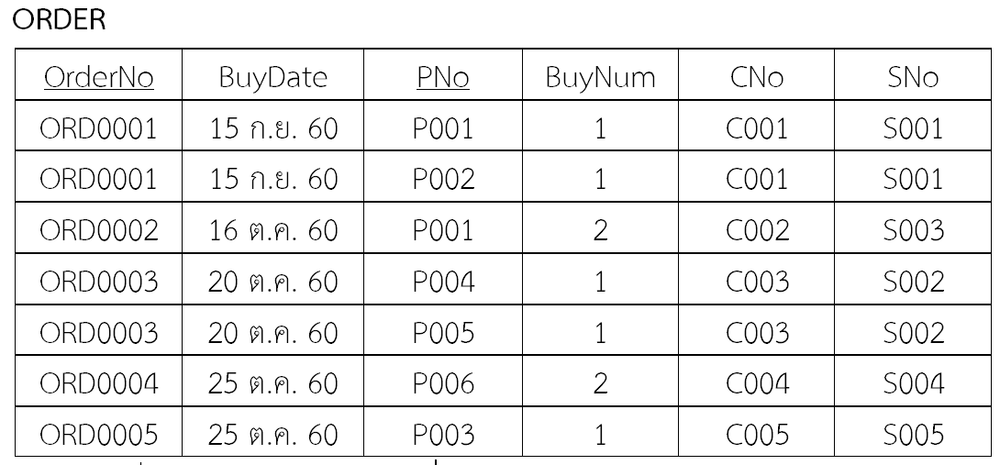 ORDER
OrderNo BuyDate PNo BuyNum CNo SNo
ORD0001 15 ก.ย. 60 P001 1 C001 S001
ORD0001 15 ก.ย. 60 P002 1 C001 S001
ORD0002 16 ต.ค. 60 P001 2 C002 S003
ORD0003 20 ต.ค. 60 P004 1 C003 S002
ORD0003 20 ต.ค. 60 P005 1 C003 S002
ORD0004 25 ต.ค. 60 P006 2 C004 S004
ORD0005 25 ต.ค. 60 P003 1 C005 S005